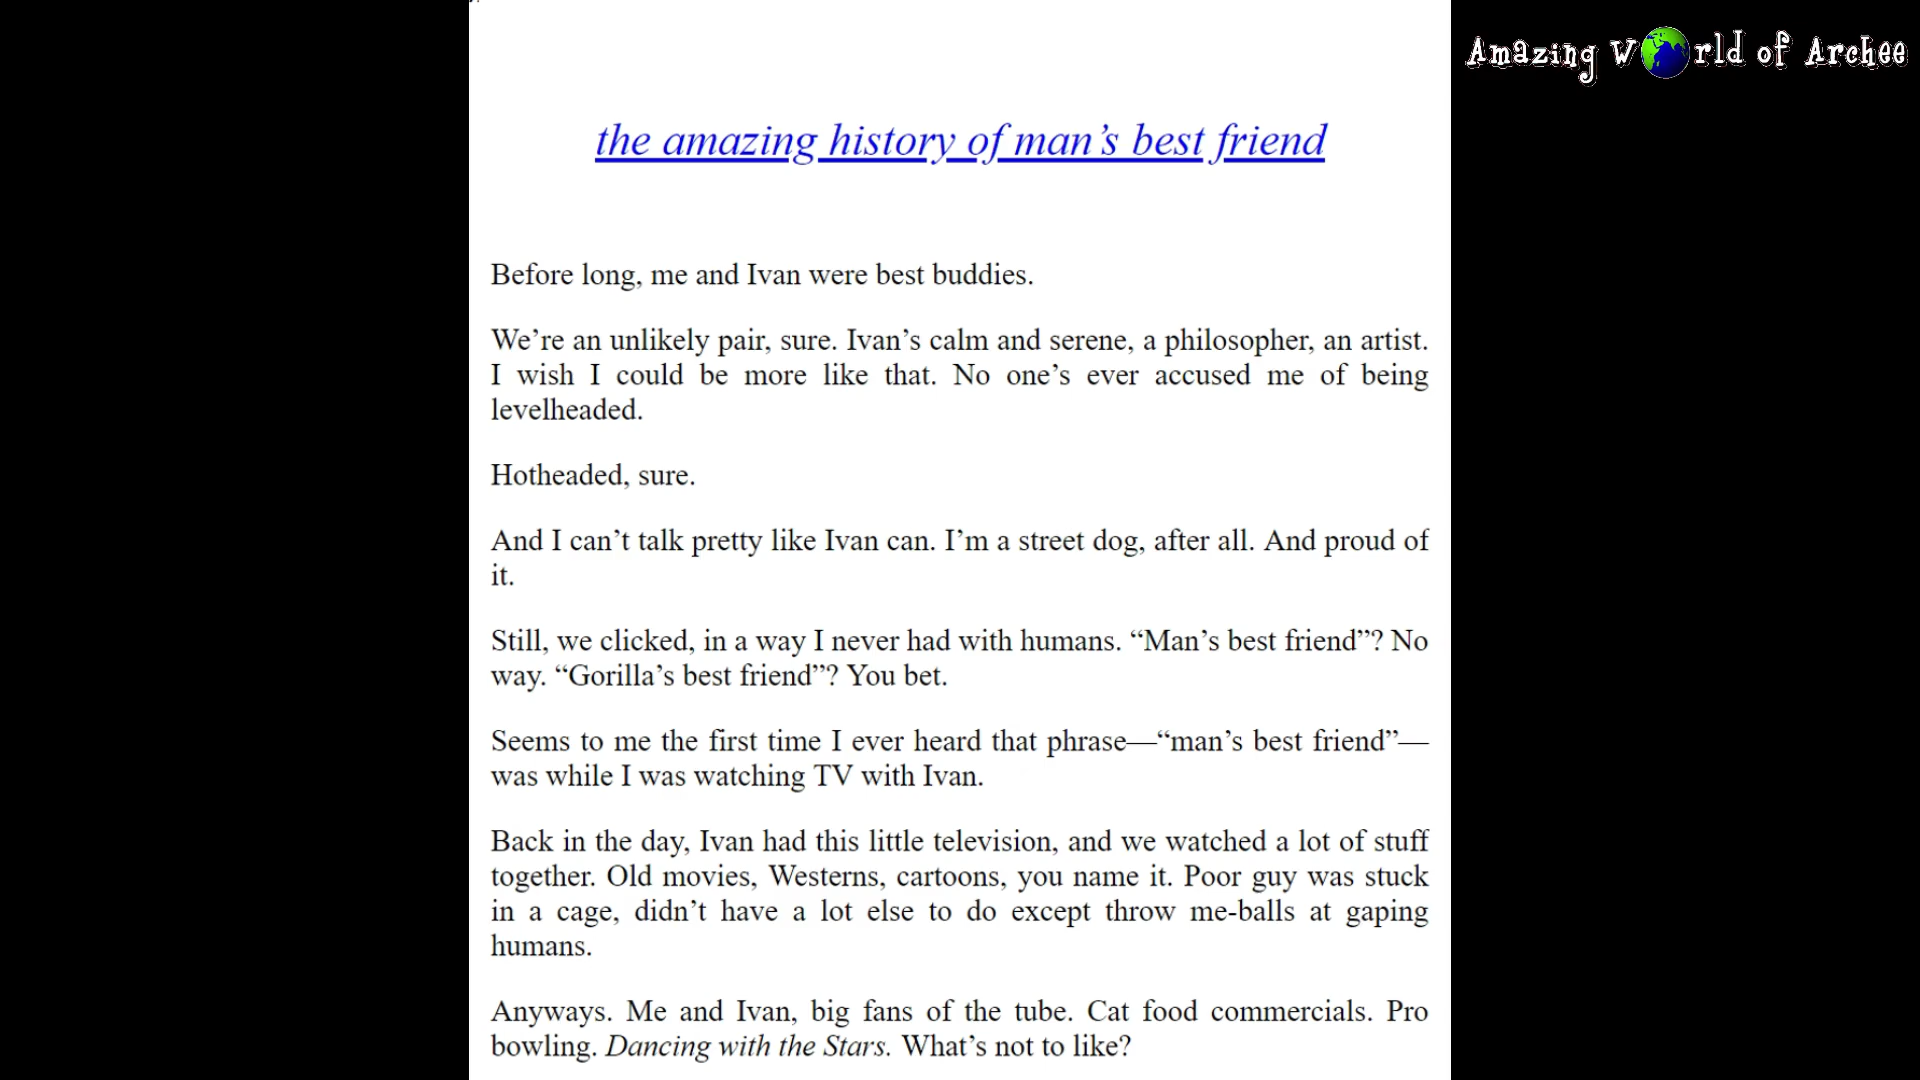 Amazing World of Archee
the amazing history of man’s best friend
Before long, me and Ivan were best buddies.
We’re an unlikely pair, sure. Ivan’s calm and serene, a philosopher, an artist.
I wish I could be more like that. No one’s ever accused me of being
levelheaded.
Hotheaded, sure.
And I can’t talk pretty like Ivan can. I’m a street dog, after all. And proud of
it.
Still, we clicked, in a way I never had with humans. “Man’s best friend”? No
way. “Gorilla’s best friend”? You bet.
Seems to me the first time I ever heard that phrase—“man’s best friend”—
was while I was watching TV with Ivan.
Back in the day, Ivan had this little television, and we watched a lot of stuff
together. Old movies, Westerns, cartoons, you name it. Poor guy was stuck
in a cage, didn’t have a lot else to do except throw me-balls at gaping
humans.
Anyways. Me and Ivan, big fans of the tube. Cat food commercials. Pro
bowling. Dancing with the Stars. What’s not to like?